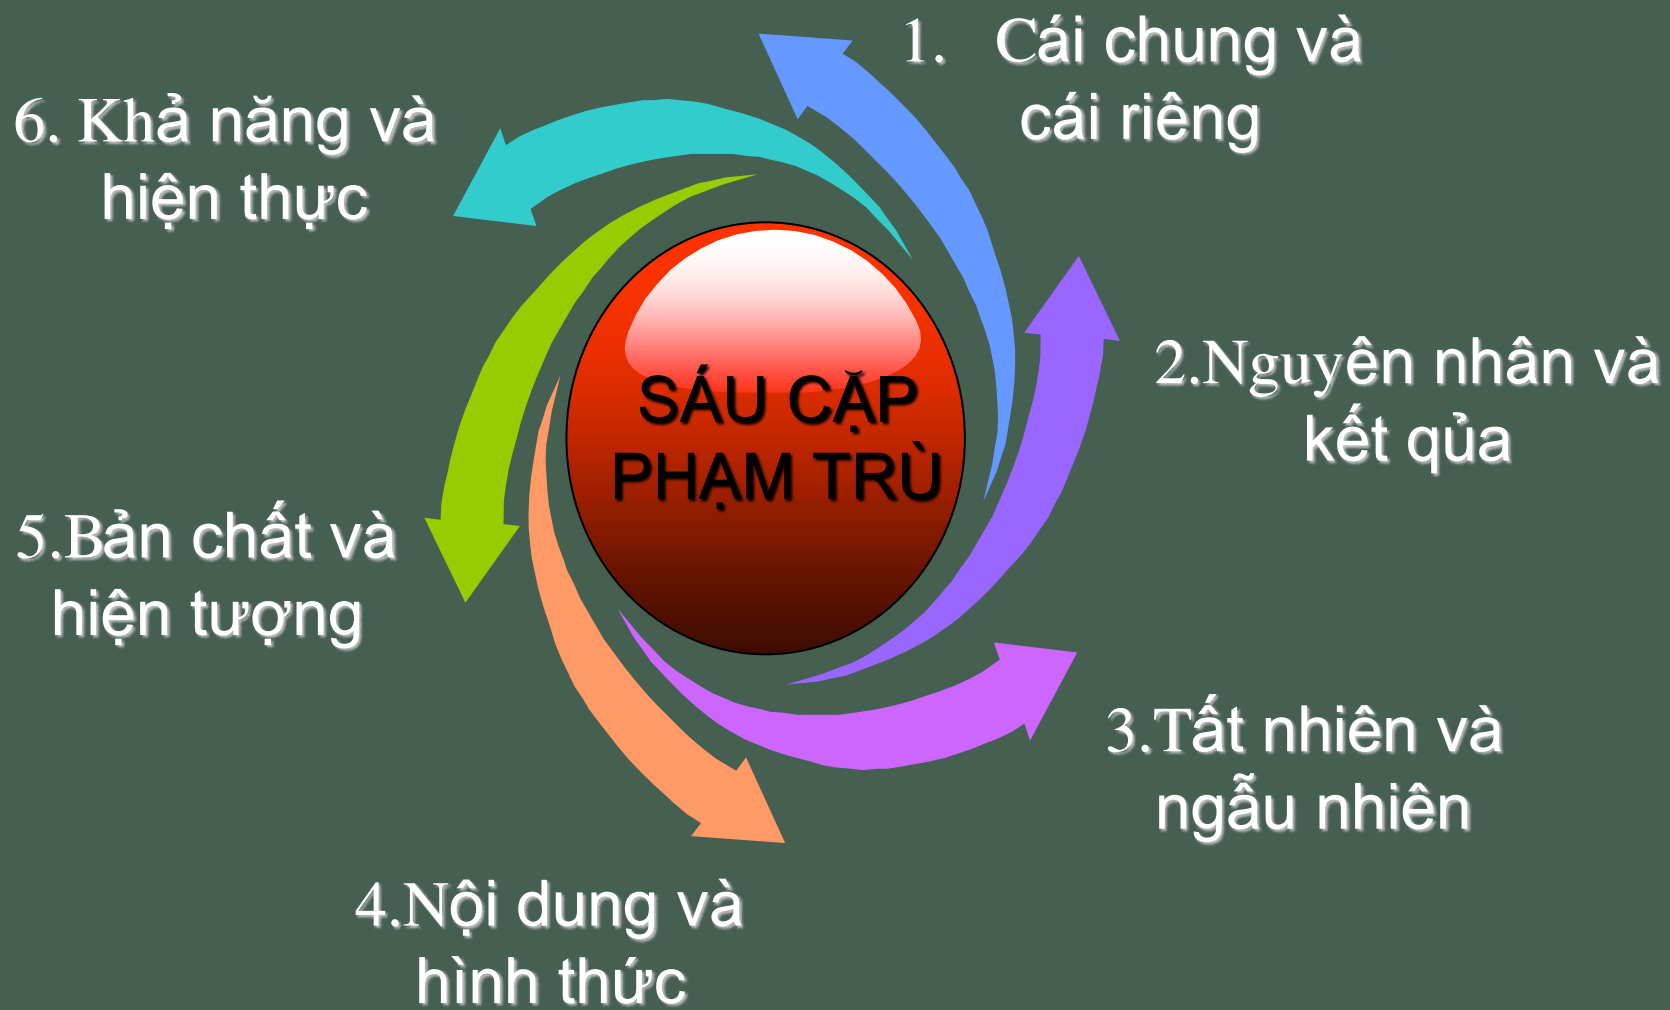 SÁU CẶP
PHẠM TRÙ
1. Cái chung và
cái riêng
2.Nguyên nhân và
kết qủa
3.Tất nhiên và
ngẫu nhiên
4.Nội dung và
hình thức
5.Bản chất và
hiện tượng
6. Khả năng và
hiện thực